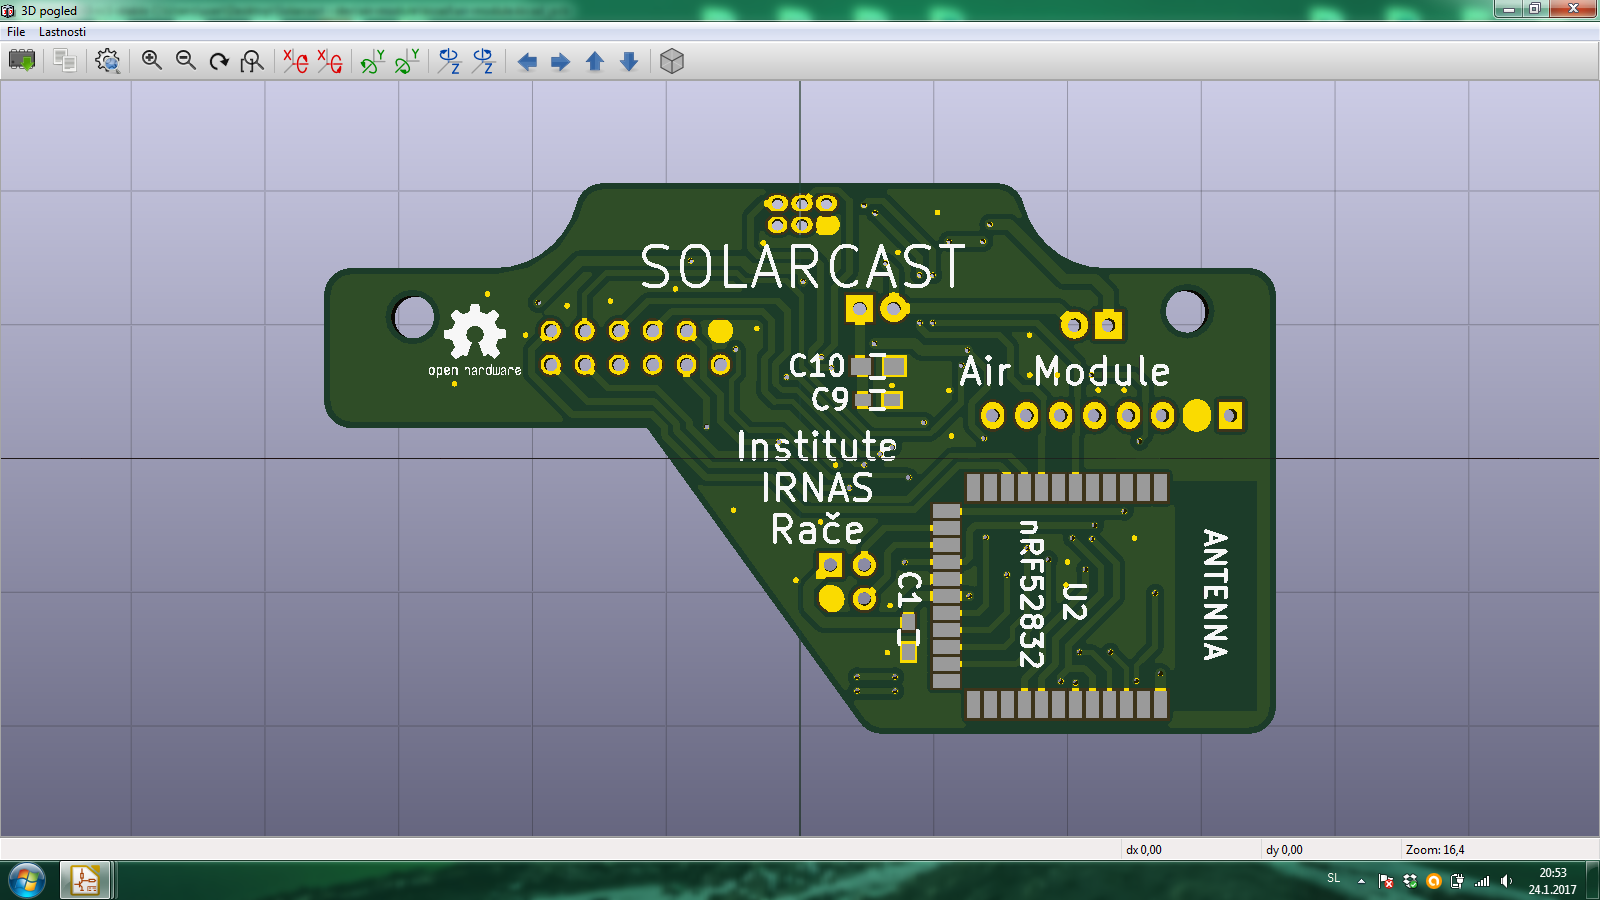 3D pogled
File Lastnosti
SOLARCAST
open hardware
C10
C9
Air Module
Institute
IRNAS
Rače
C1
nRF52832
U2
ANTENNA
dx 0,00 dy 0,00 Zoom: 16,4
SL
20:53
24.1.2017